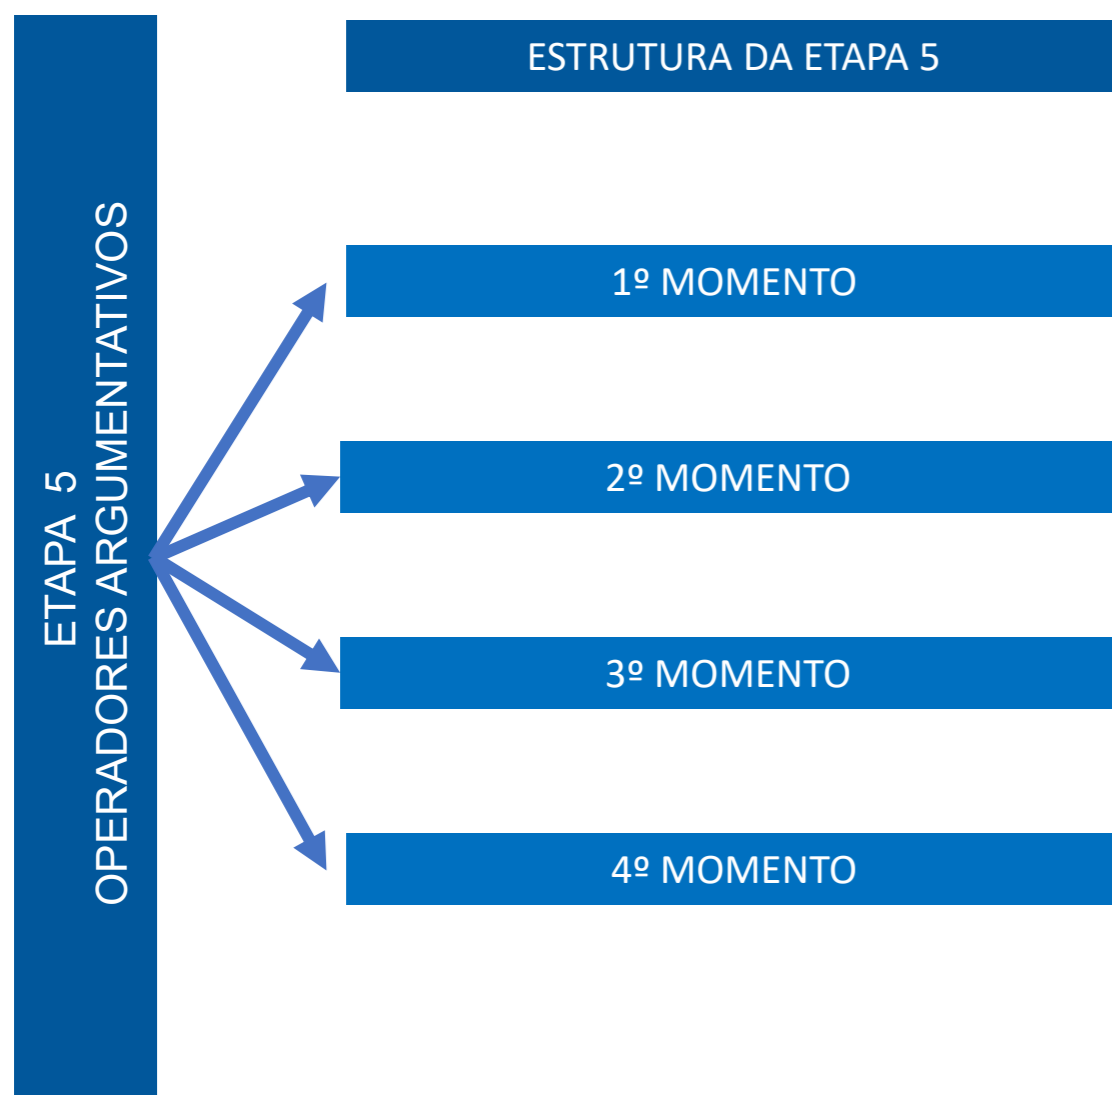 ETAPA 5
OPERADORES ARGUMENTATIVOS
ESTRUTURA DA ETAPA 5
1º MOMENTO
2º MOMENTO
3º MOMENTO
4º MOMENTO